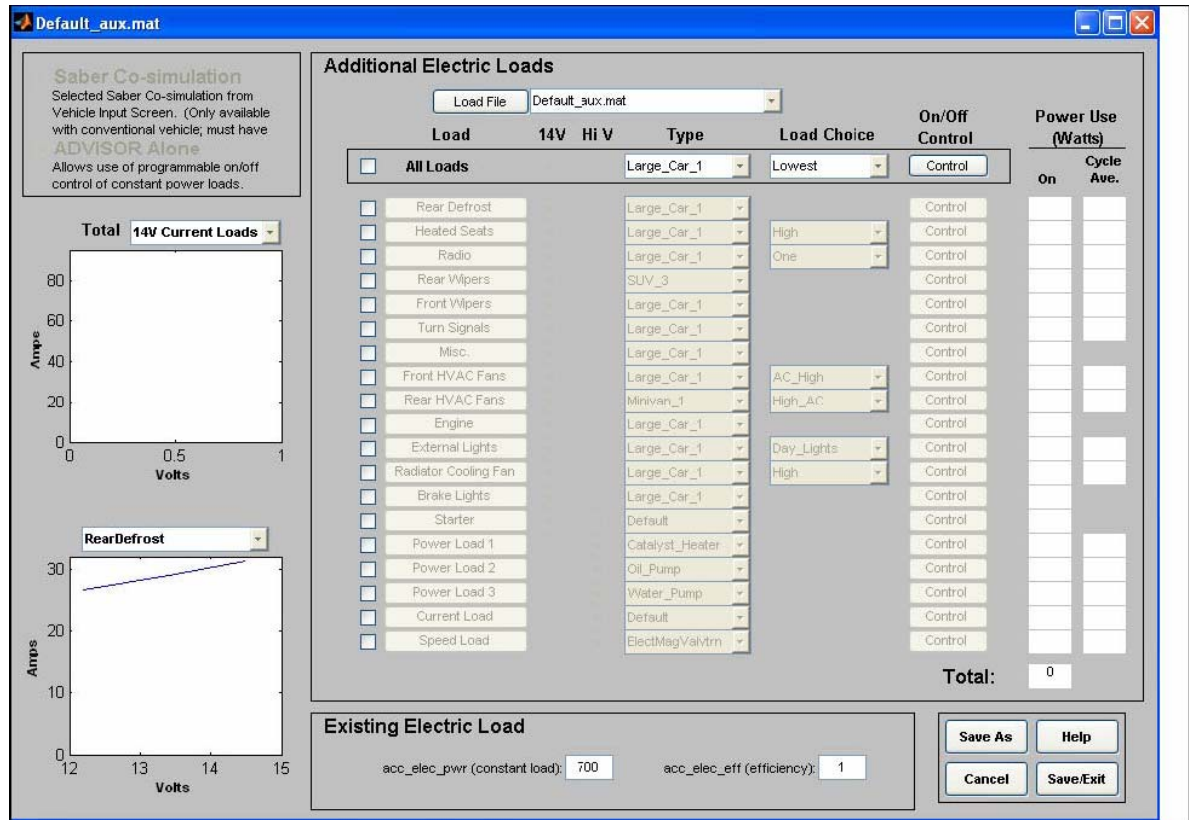 Default_aux.mat
Saber Co-simulation
Selected Saber Co-simulation from
Vehicle Input Screen. (Only available
with conventional vehicle; must have
ADVISOR Alone
Allows use of programmable on/off
control of constant power loads.
Total 14V Current Loads
80
60
40
20
0
Amps
0 0.5 1
Volts
RearDefrost
30
20
10
0
Amps
12 13 14 15
Volts
Additional Electric Loads
Load File Default_aux.mat
Load 14V Hi V Type Load Choice On/Off Control Power Use (Watts)
On Cycle Ave.
All Loads Large_Car_1 Lowest Control
Rear Defrost Large_Car_1 Control
Heated Seats Large_Car_1 High Control
Radio Large_Car_1 One Control
Rear Wipers SUV_3 Control
Front Wipers Large_Car_1 Control
Turn Signals Large_Car_1 Control
Misc. Large_Car_1 Control
Front HVAC Fans Large_Car_1 AC_High Control
Rear HVAC Fans Minivan_1 High_AC Control
Engine Large_Car_1 Control
External Lights Large_Car_1 Day_Lights Control
Radiator Cooling Fan Large_Car_1 High Control
Brake Lights Large_Car_1 Control
Starter Default Control
Power Load 1 Catalyst_Heater Control
Power Load 2 Oil_Pump Control
Power Load 3 Water_Pump Control
Current Load Default Control
Speed Load ElectMagValvtrn Control
Total: 0
Existing Electric Load
acc_elec_pwr (constant load): 700 acc_elec_eff (efficiency): 1
Save As Help
Cancel Save/Exit